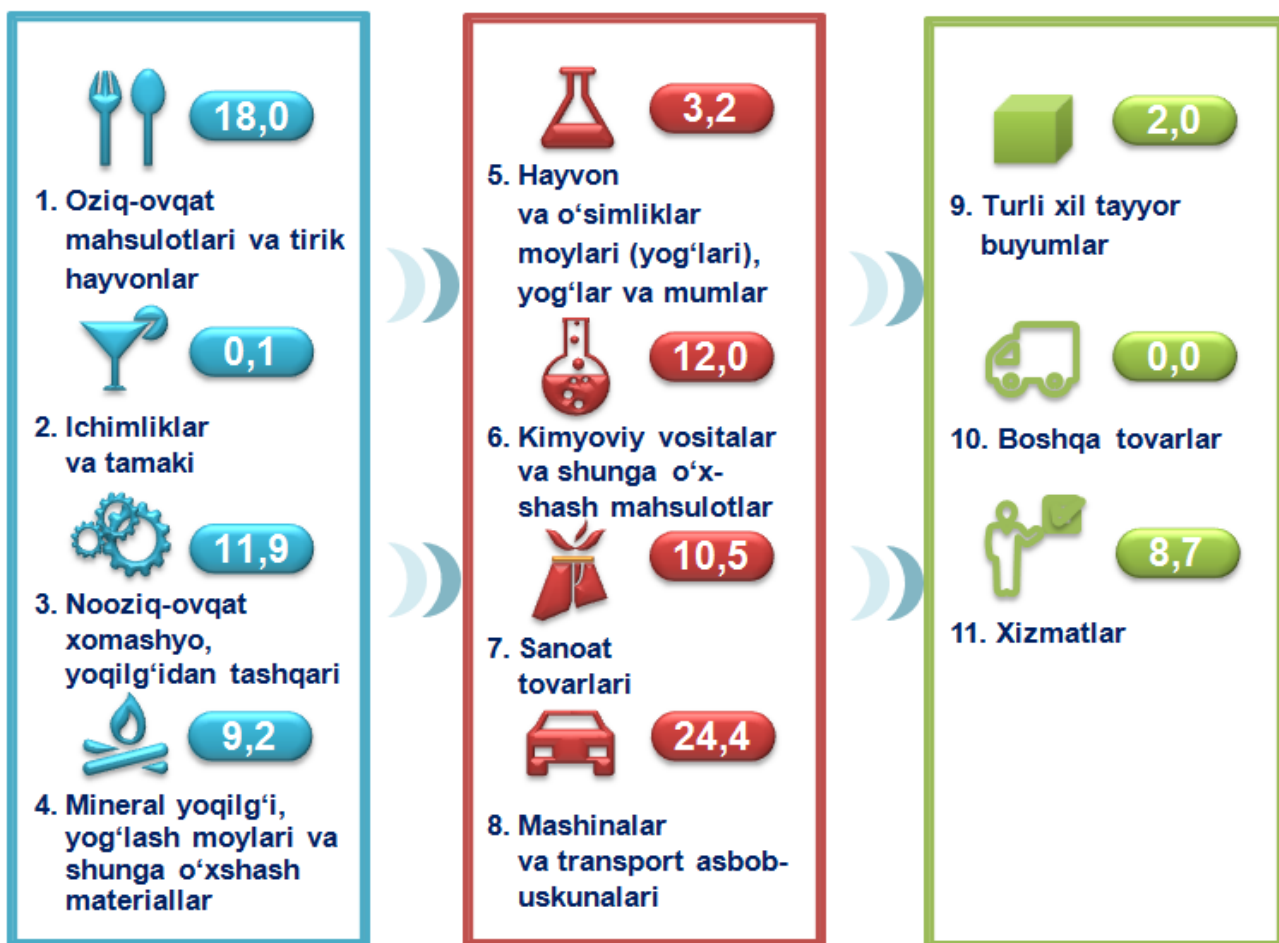 18,0
1. Oziq-ovqat
mahsulotlari va tirik
hayvonlar
0,1
2. Ichimliklar
va tamaki
11,9
3. Nooziq-ovqat
xomashyo,
yoqilg‘idan tashqari
9,2
4. Mineral yoqilg‘i,
yog‘lash moylari va
shunga o‘xshash
materiallar
3,2
5. Hayvon
va o‘simliklar
moylari (yog‘lari),
yog‘lar va mumlar
12,0
6. Kimyoviy vositalar
va shunga o‘x-
shash mahsulotlar
10,5
7. Sanoat
tovarlari
24,4
8. Mashinalar
va transport asbob-
uskunalari
2,0
9. Turli xil tayyor
buyumlar
0,0
10. Boshqa tovarlar
8,7
11. Xizmatlar